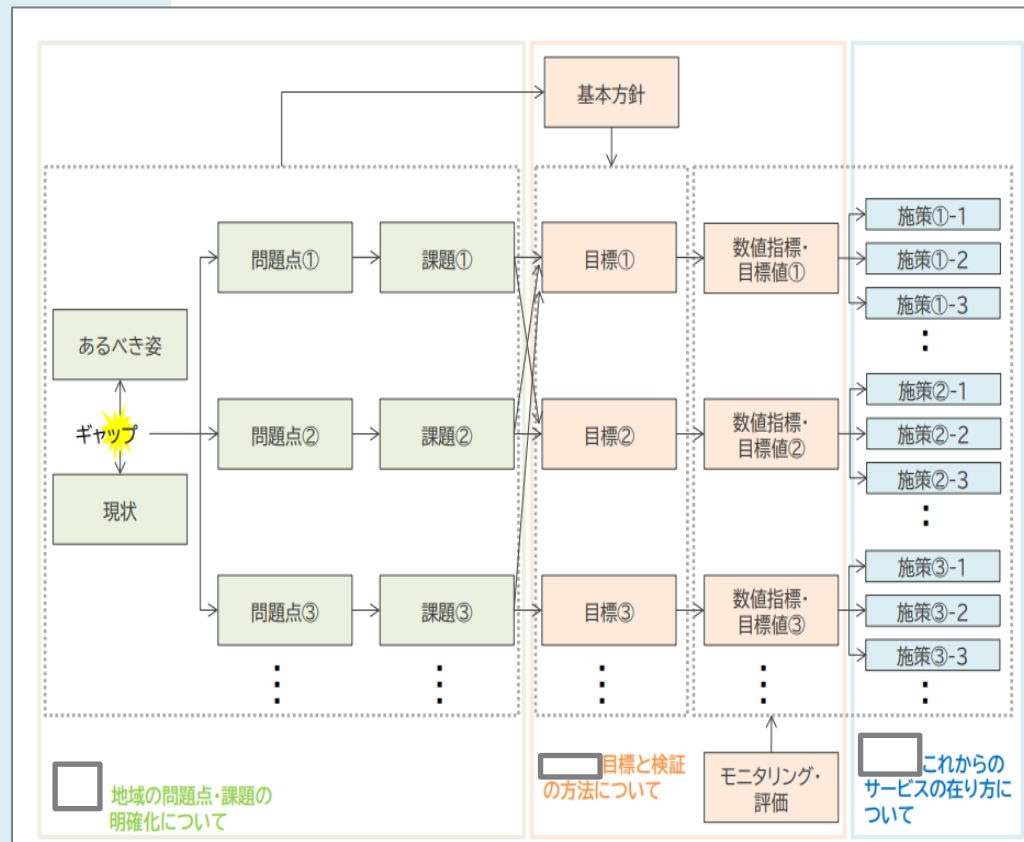 基本方針
問題点①
課題①
目標①
数値指標・
目標値①
施策①-1
施策①-2
施策①-3
︙
あるべき姿
ギャップ
現状
問題点②
課題②
目標②
数値指標・
目標値②
施策②-1
施策②-2
施策②-3
︙
問題点③
課題③
目標③
数値指標・
目標値③
施策③-1
施策③-2
施策③-3
︙
︙
︙
︙
︙
地域の問題点・課題の
明確化について
目標と検証
の方法について
モニタリング・
評価
これからの
サービスの在り方に
ついて